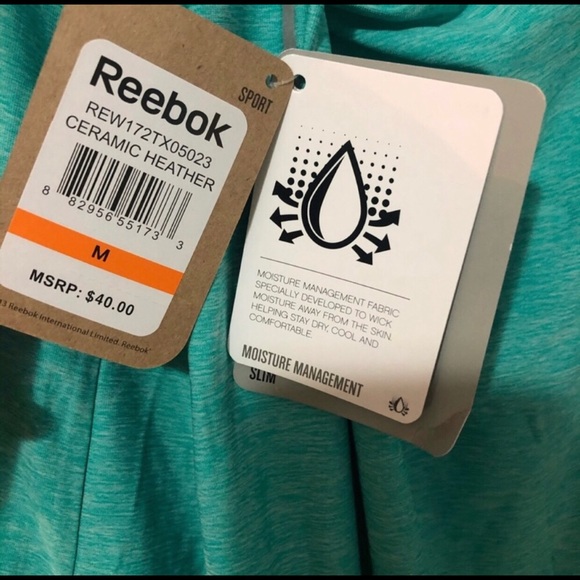 Reebok
SPORT
REW172TX05023
CERAMIC HEATHER
8 82956 55173 3
M
MSRP: $40.00
13 Reebok International Limited. Reebok
MOISTURE MANAGEMENT FABRIC
SPECIALLY DEVELOPED TO WICK
MOISTURE AWAY FROM THE SKIN,
HELPING STAY DRY, COOL AND
COMFORTABLE.
MOISTURE MANAGEMENT
SLIM